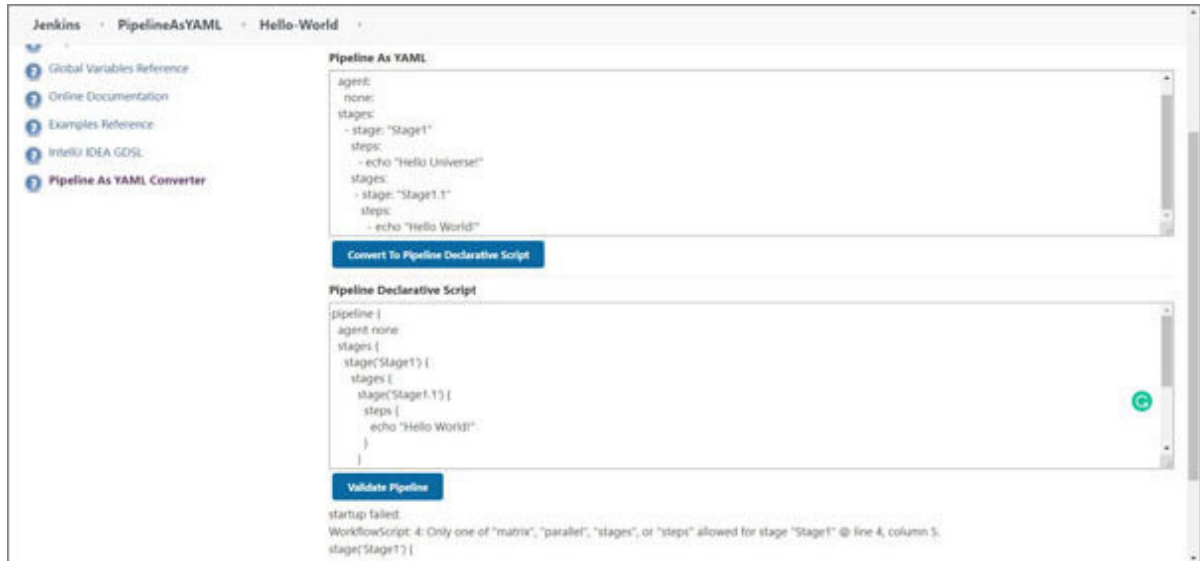 Jenkins PipelineAsYAML Hello-World
Global Variables Reference
Online Documentation
Examples Reference
IntelliJ IDEA GDSL
Pipeline As YAML Converter
Pipeline As YAML
agent:
none:
stages:
- stage: "Stage1"
steps:
- echo "Hello Universe!"
stages:
- stage: "Stage1.1"
steps:
- echo "Hello World!"
Convert To Pipeline Declarative Script
Pipeline Declarative Script
pipeline {
agent none
stages {
stage('Stage1') {
stages {
stage('Stage1.1') {
steps {
echo "Hello World!"
}
}
Validate Pipeline
startup failed:
WorkflowScript: 4: Only one of "matrix", "parallel", "stages", or "steps" allowed for stage "Stage1" @ line 4, column 5.
stage('Stage1') {